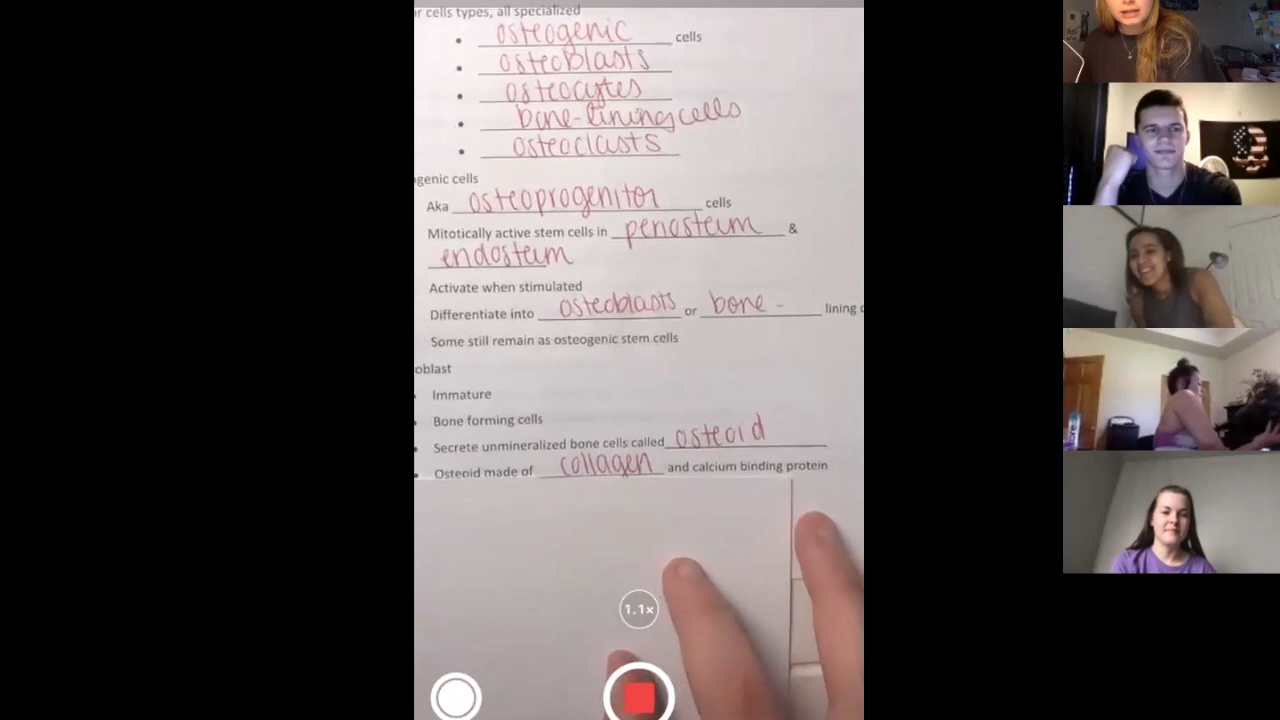 r cells types, all specialized
• osteogenic cells
• osteoblasts
• osteocytes
• bone-lining cells
• osteoclasts
genic cells
Aka osteoprogenitor cells
Mitotically active stem cells in periosteum &
endosteum
Activate when stimulated
Differentiate into osteoblasts or bone - lining c
Some still remain as osteogenic stem cells
oblast
Immature
Bone forming cells
Secrete unmineralized bone cells called osteoid
Osteoid made of collagen and calcium binding protein
1.1x